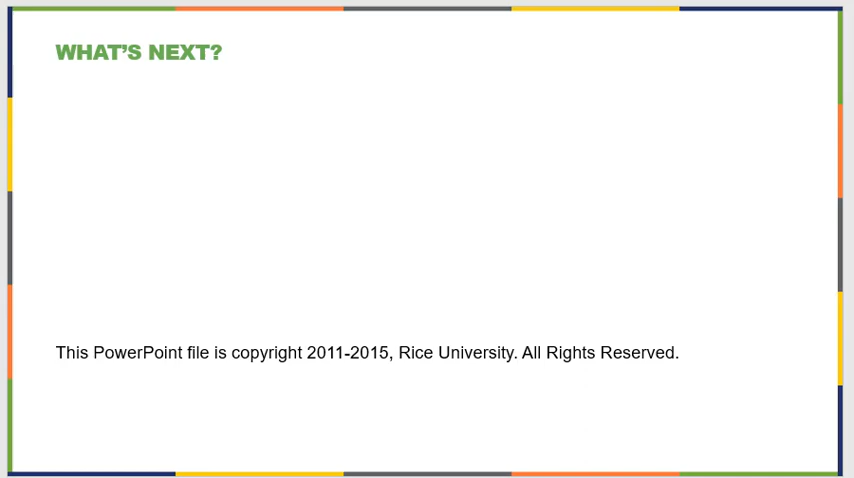 WHAT’S NEXT?
This PowerPoint file is copyright 2011-2015, Rice University. All Rights Reserved.